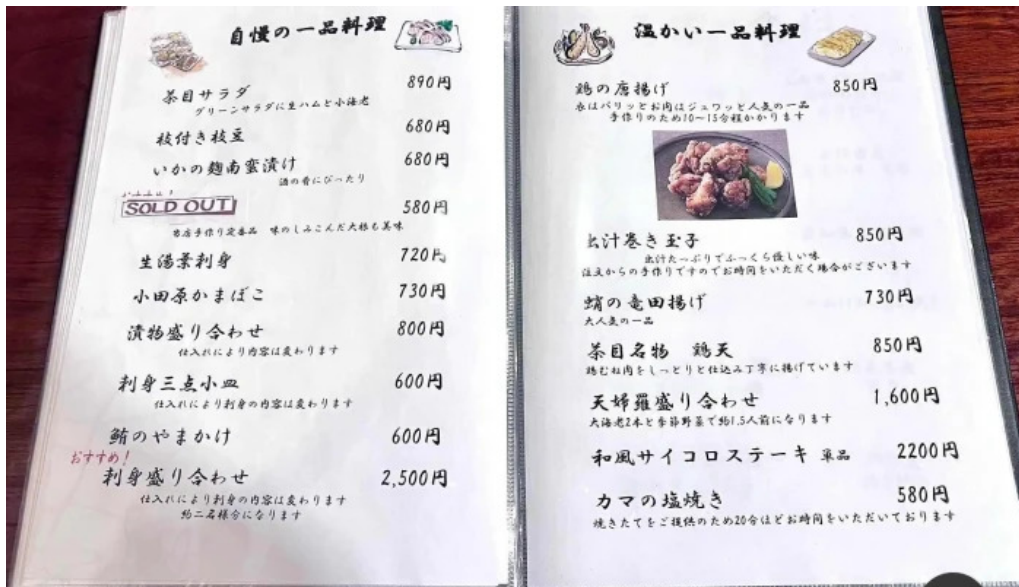 自慢の一品料理
茶目サラダ 890円
グリーンサラダに生ハムと小海老
枝付き枝豆 680円
いかの麹南蛮漬け 680円
酒の肴にぴったり
SOLD OUT 580円
当店手作り定番品 味のしみこんだ大根も美味
生湯葉刺身 720円
小田原かまぼこ 730円
漬物盛り合わせ 800円
仕入れにより内容は変わります
刺身三点小皿 600円
仕入れにより刺身の内容は変わります
鮪のやまかけ 600円
おすすめ!
刺身盛り合わせ 2,500円
仕入れにより刺身の内容は変わります
約二名様分になります
温かい一品料理
鶏の唐揚げ 850円
衣はパリッとお肉はジュワッと人気の一品
手作りのため10〜15分程かかります
出汁巻き玉子 850円
出汁たっぷりでふっくら優しい味
注文からの手作りですのでお時間をいただく場合がございます
蛸の竜田揚げ 730円
大人気の一品
茶目名物 鶏天 850円
鶏むね肉をしっとりと仕込み丁寧に揚げています
天婦羅盛り合わせ 1,600円
大海老2本と季節野菜で約1.5人前になります
和風サイコロステーキ 単品 2200円
カマの塩焼き 580円
焼きたてをご提供のため20分ほどお時間をいただいております